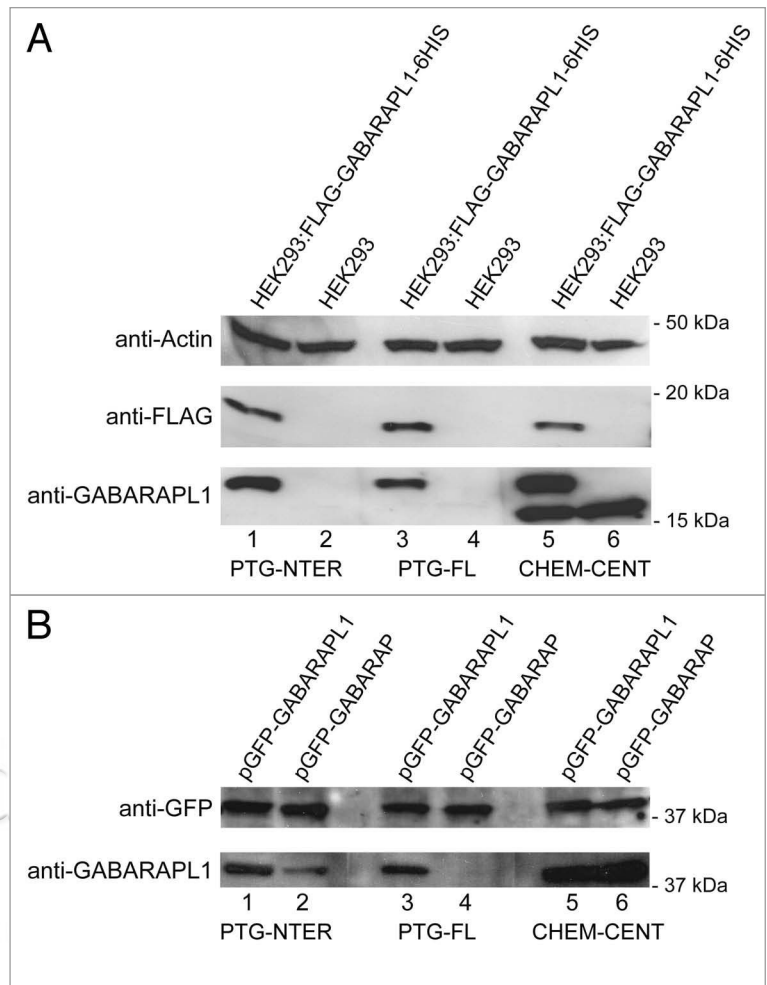 A
HEK293:FLAG-GABARAPL1-6HIS
HEK293
HEK293:FLAG-GABARAPL1-6HIS
HEK293
HEK293:FLAG-GABARAPL1-6HIS
HEK293
anti-Actin
- 50 kDa
anti-FLAG
- 20 kDa
anti-GABARAPL1
- 15 kDa
1 2 3 4 5 6
PTG-NTER PTG-FL CHEM-CENT
B
pGFP-GABARAPL1
pGFP-GABARAP
pGFP-GABARAPL1
pGFP-GABARAP
pGFP-GABARAPL1
pGFP-GABARAP
anti-GFP
- 37 kDa
anti-GABARAPL1
- 37 kDa
1 2 3 4 5 6
PTG-NTER PTG-FL CHEM-CENT